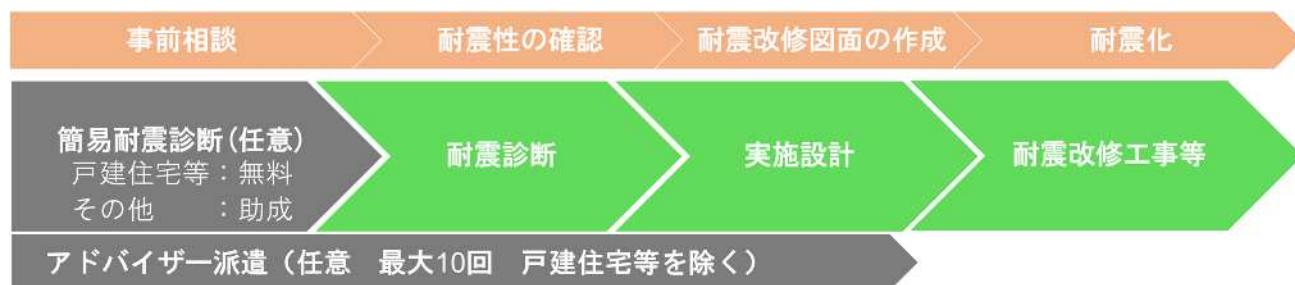 事前相談
耐震性の確認
耐震改修図面の作成
耐震化
簡易耐震診断(任意)
戸建住宅等：無料
その他　　：助成
耐震診断
実施設計
耐震改修工事等
アドバイザー派遣（任意　最大10回　戸建住宅等を除く）